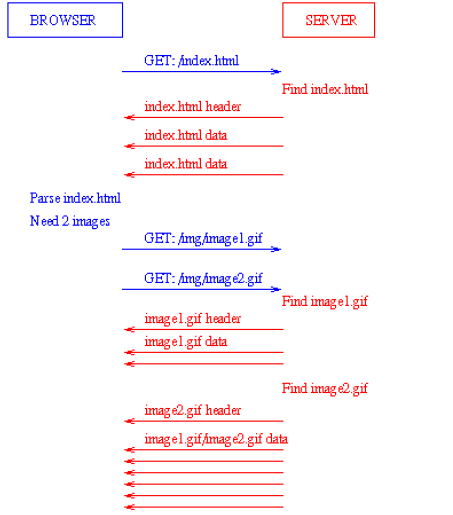 BROWSER
SERVER
GET: /index.html
Find index.html
index.html header
index.html data
index.html data
Parse index.html
Need 2 images
GET: /img/image1.gif
GET: /img/image2.gif
Find image1.gif
image1.gif header
image1.gif data
Find image2.gif
image2.gif header
image1.gif/image2.gif data